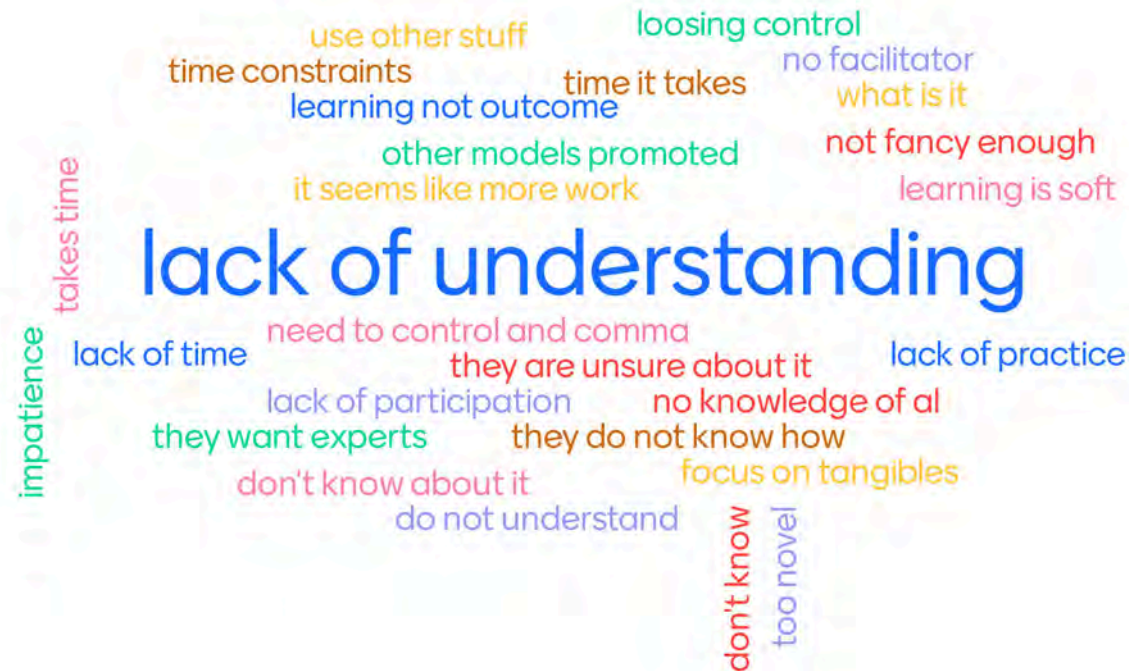 loosing control
use other stuff
no facilitator
time constraints
time it takes
what is it
learning not outcome
not fancy enough
other models promoted
it seems like more work
learning is soft
takes time
lack of understanding
need to control and comma
lack of time
they are unsure about it
lack of practice
impatience
lack of participation
no knowledge of al
they want experts
they do not know how
focus on tangibles
don't know about it
do not understand
don't know
too novel